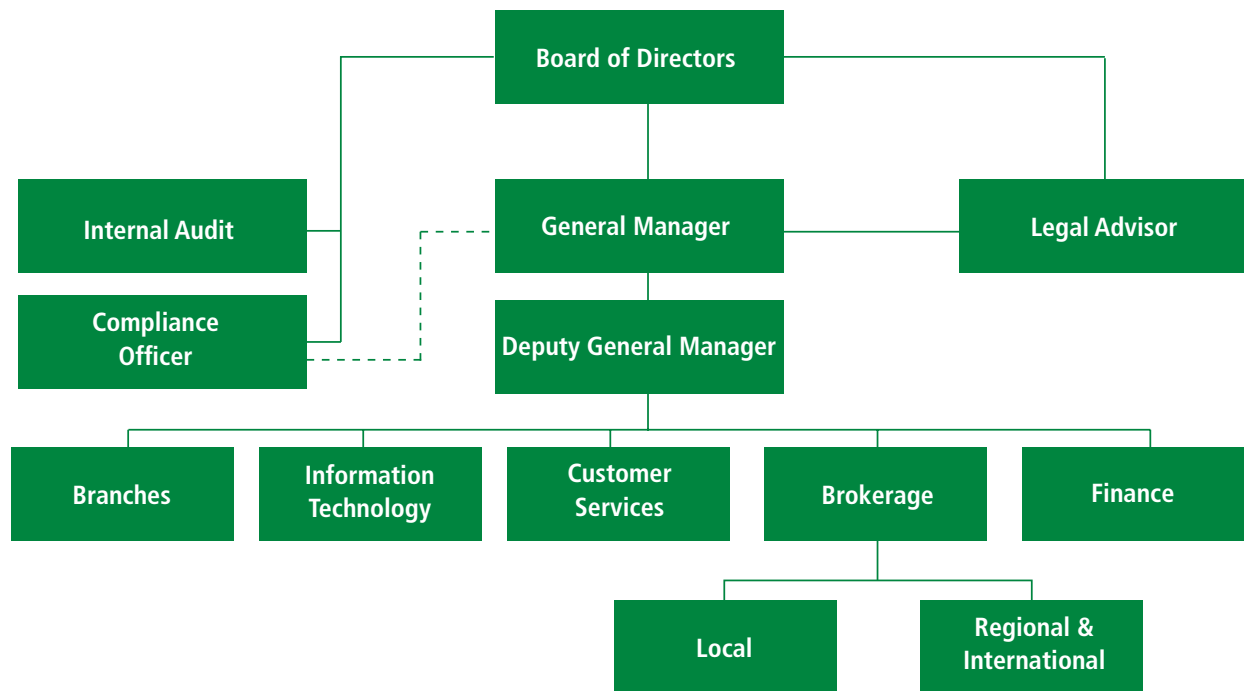 Board of Directors
Internal Audit
General Manager
Legal Advisor
Compliance
Officer
Deputy General Manager
Branches
Information
Technology
Customer
Services
Brokerage
Finance
Local
Regional &
International